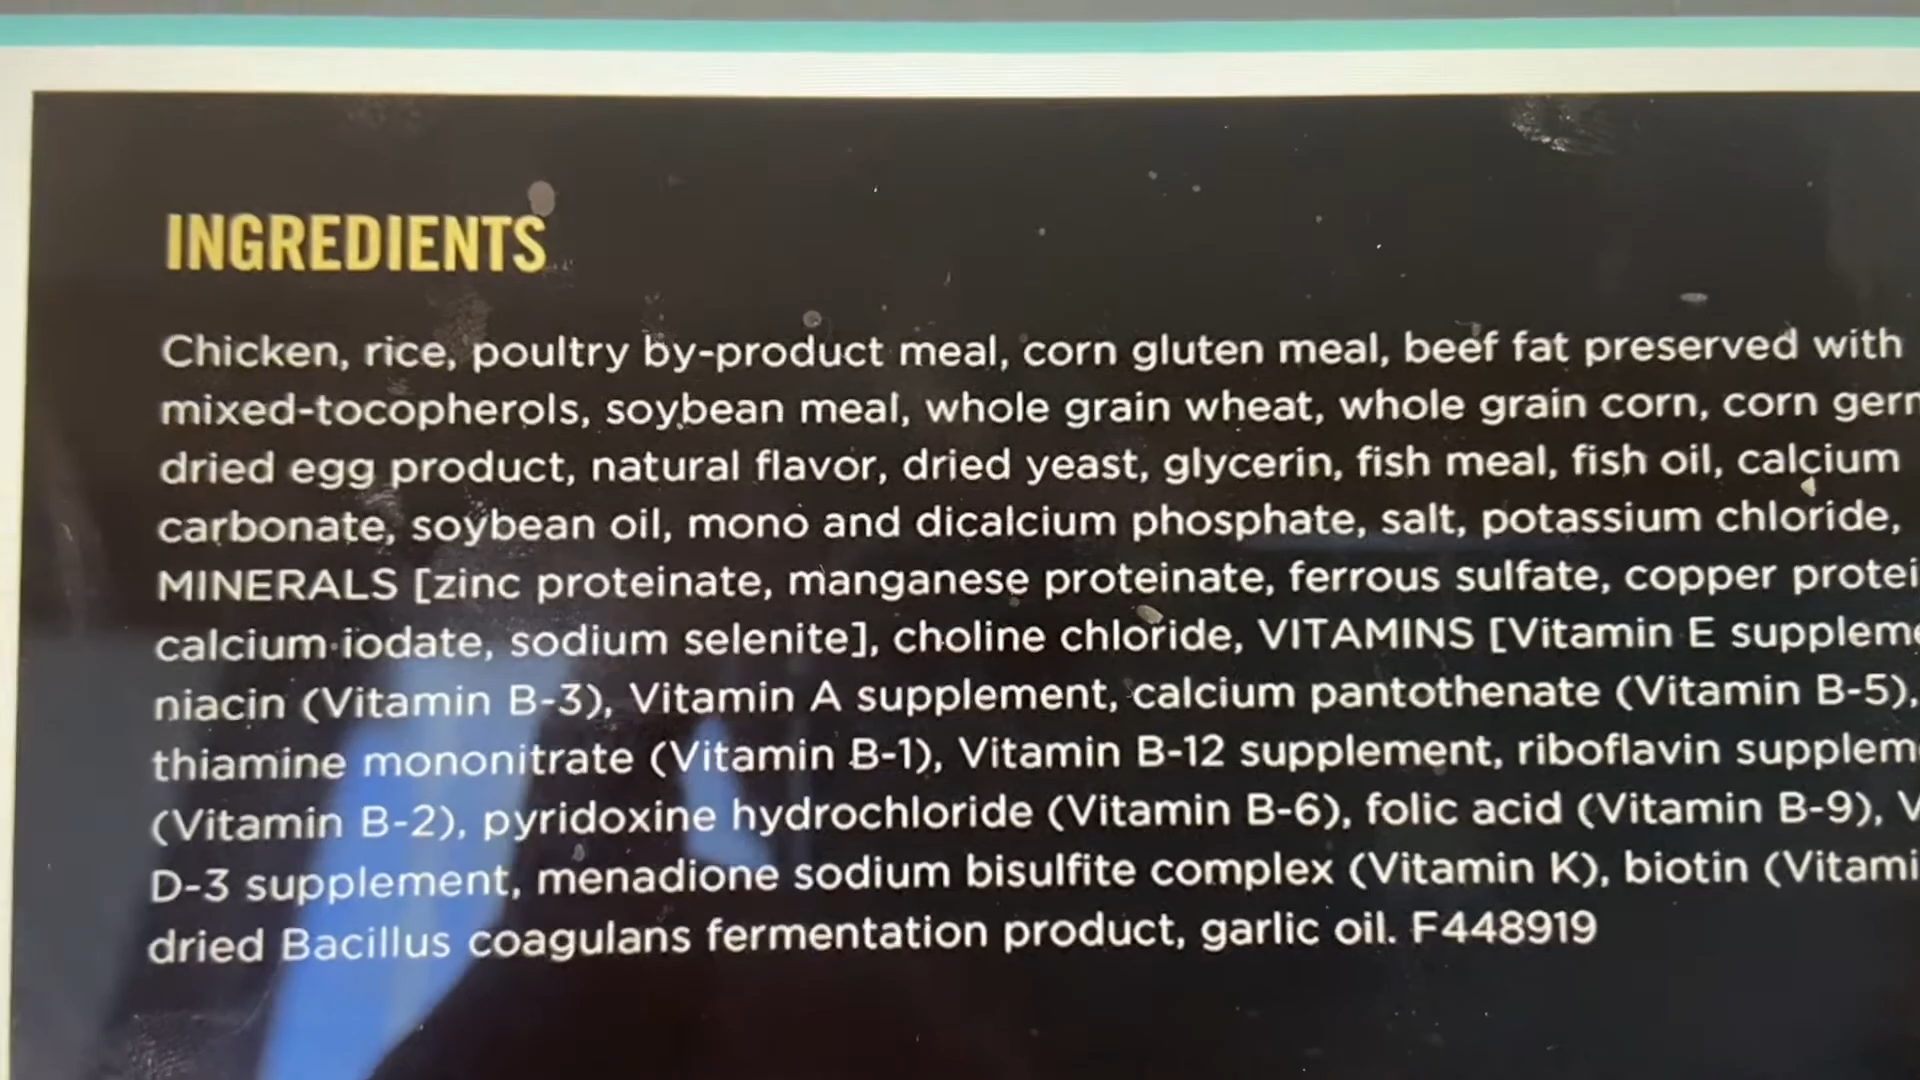 INGREDIENTS
Chicken, rice, poultry by-product meal, corn gluten meal, beef fat preserved with
mixed-tocopherols, soybean meal, whole grain wheat, whole grain corn, corn germ
dried egg product, natural flavor, dried yeast, glycerin, fish meal, fish oil, calcium
carbonate, soybean oil, mono and dicalcium phosphate, salt, potassium chloride,
MINERALS [zinc proteinate, manganese proteinate, ferrous sulfate, copper
calcium iodate, sodium selenite], choline chloride, VITAMINS [Vitamin E
niacin (Vitamin B-3), Vitamin A supplement, calcium pantothenate (Vitamin B-5),
thiamine mononitrate (Vitamin B-1), Vitamin B-12 supplement, riboflavin
(Vitamin B-2), pyridoxine hydrochloride (Vitamin B-6), folic acid (Vitamin B-9),
D-3 supplement, menadione sodium bisulfite complex (Vitamin K), biotin
dried Bacillus coagulans fermentation product, garlic oil. F448919